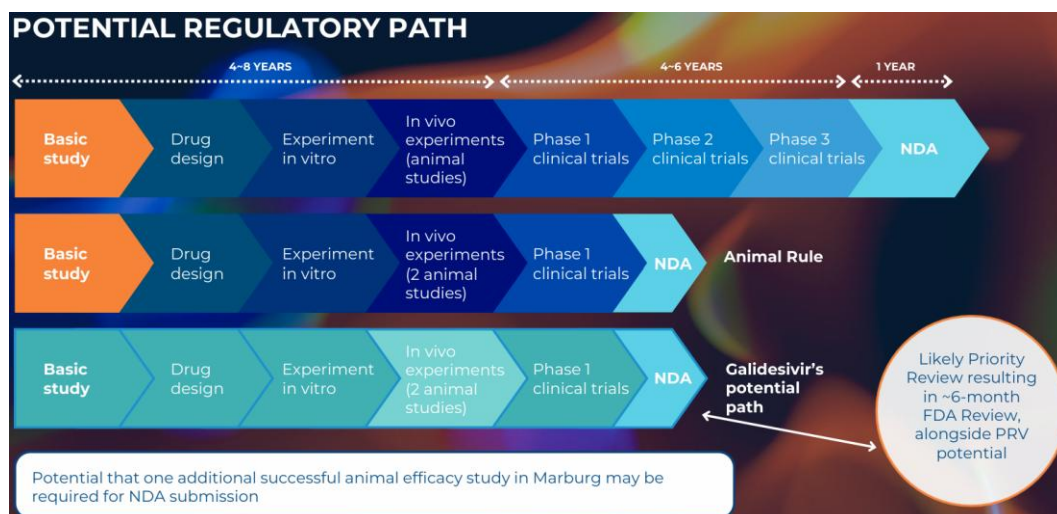 POTENTIAL REGULATORY PATH
4~8 YEARS
4~6 YEARS
1 YEAR
Basic
study
Drug
design
Experiment
in vitro
In vivo
experiments
(animal
studies)
Phase 1
clinical trials
Phase 2
clinical trials
Phase 3
clinical trials
NDA
Basic
study
Drug
design
Experiment
in vitro
In vivo
experiments
(2 animal
studies)
Phase 1
clinical trials
NDA
Animal Rule
Basic
study
Drug
design
Experiment
in vitro
In vivo
experiments
(2 animal
studies)
Phase 1
clinical trials
NDA
Galidesivir's
potential
path
Likely Priority
Review resulting
in ~6-month
FDA Review,
alongside PRV
potential
Potential that one additional successful animal efficacy study in Marburg may be
required for NDA submission